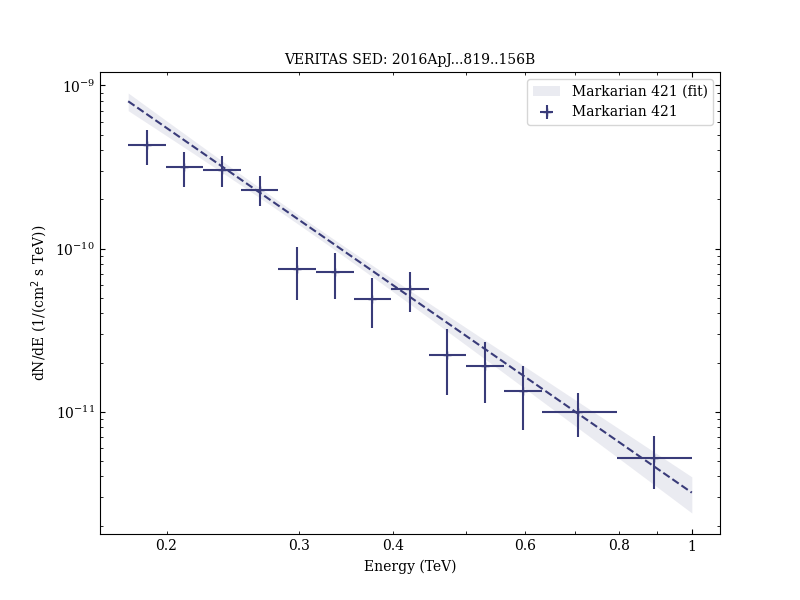 VERITAS SED: 2016ApJ...819..156B
Markarian 421 (fit)
Markarian 421
10⁻⁹
10⁻¹⁰
10⁻¹¹
dN/dE (1/(cm² s TeV))
0.2 0.3 0.4 0.6 0.8 1
Energy (TeV)